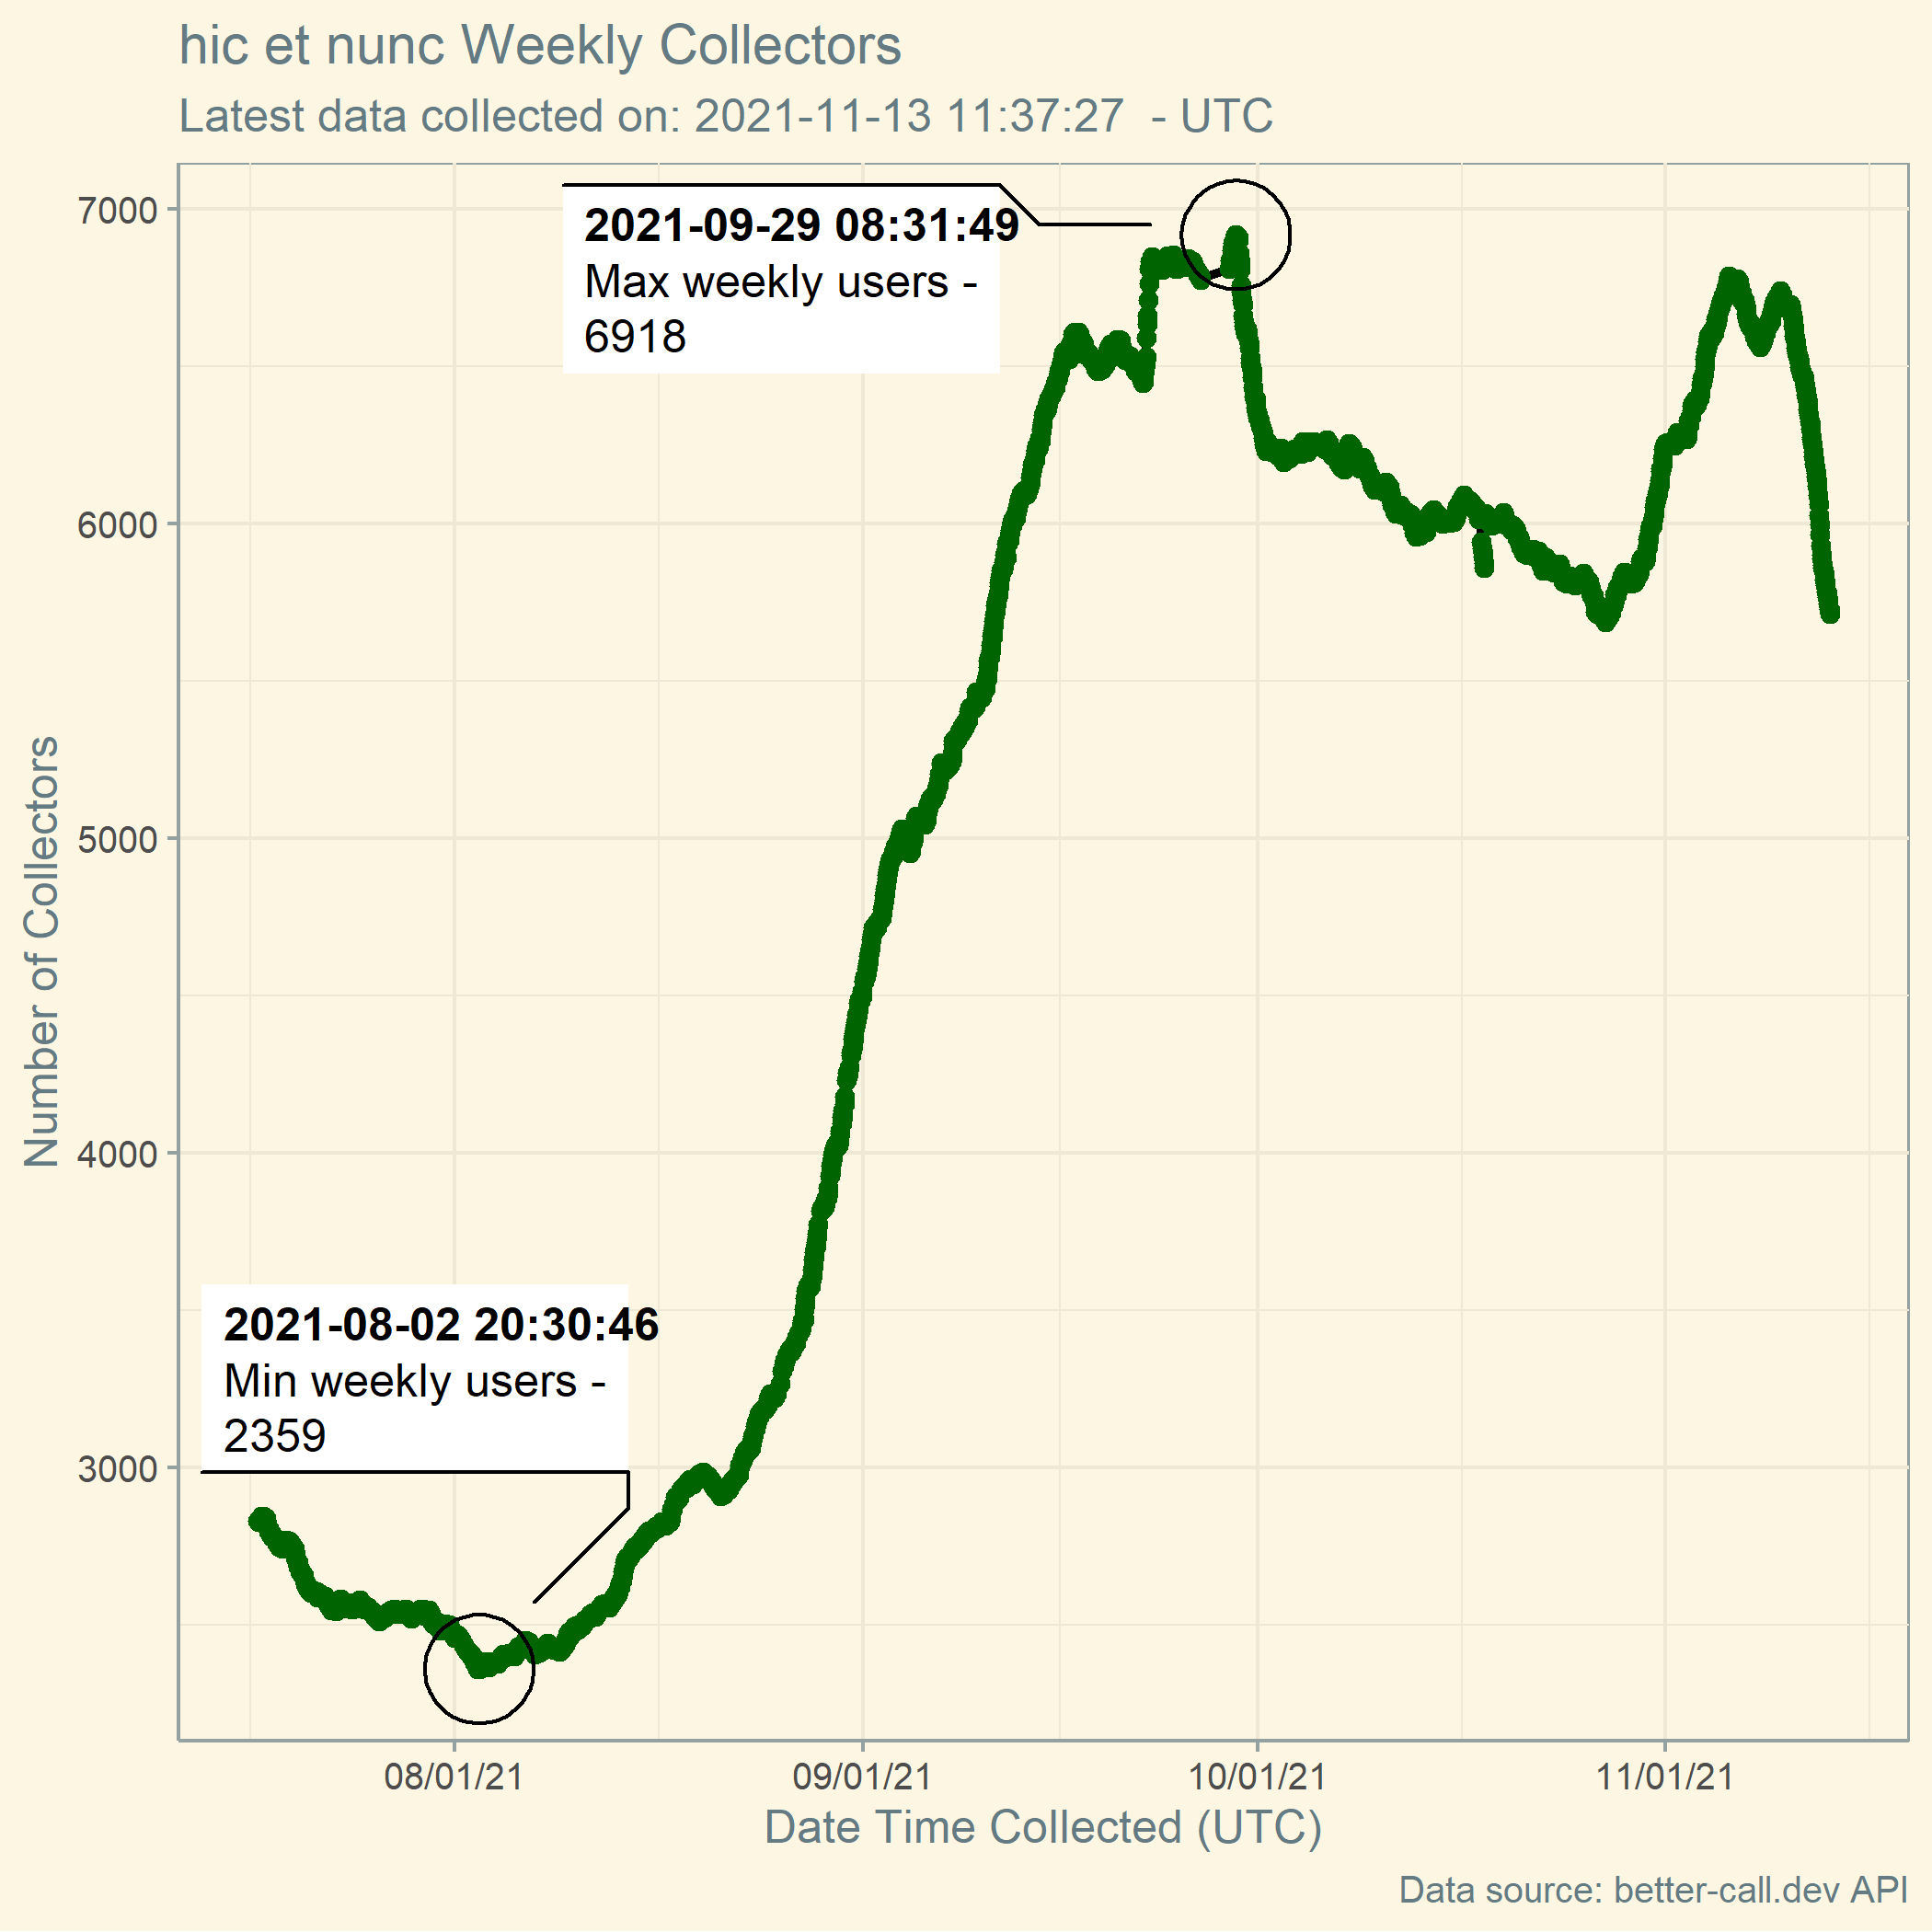 hic et nunc Weekly Collectors
Latest data collected on: 2021-11-13 11:37:27  - UTC
7000
6000
5000
4000
3000
Number of Collectors
2021-09-29 08:31:49
Max weekly users -
6918
2021-08-02 20:30:46
Min weekly users -
2359
08/01/21
09/01/21
10/01/21
11/01/21
Date Time Collected (UTC)
Data source: better-call.dev API